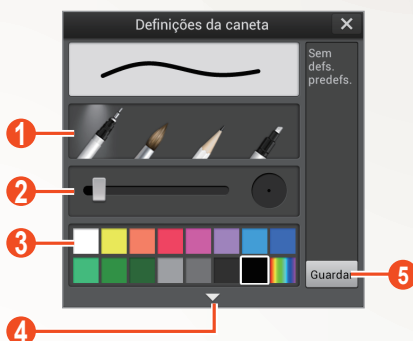 Definições da caneta
Sem
defs.
predefs.
1
2
3
Guardar
5
4